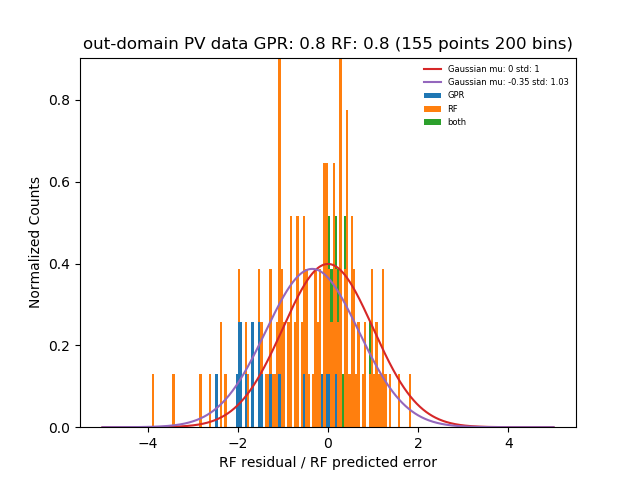 out-domain PV data GPR: 0.8 RF: 0.8 (155 points 200 bins)
Gaussian mu: 0 std: 1
Gaussian mu: -0.35 std: 1.03
GPR
RF
both
0.8
0.6
0.4
0.2
0.0
Normalized Counts
−4 −2 0 2 4
RF residual / RF predicted error